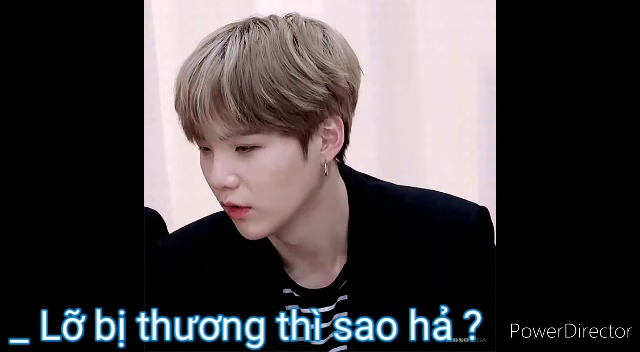 _ Lỡ bị thương thì sao hả ?
PowerDirector